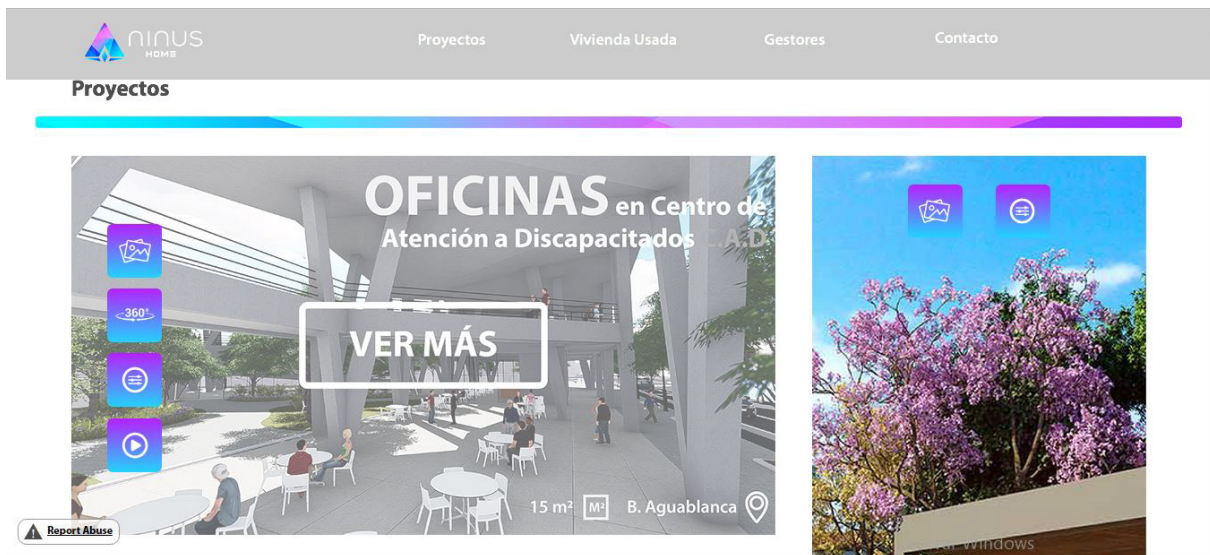 NINUS
HOME
Proyectos
Vivienda Usada
Gestores
Contacto
Proyectos
OFICINAS en Centro de
Atención a Discapacitados C.A.D
360°
VER MÁS
15 m² M² B. Aguablanca
Report Abuse
Windows